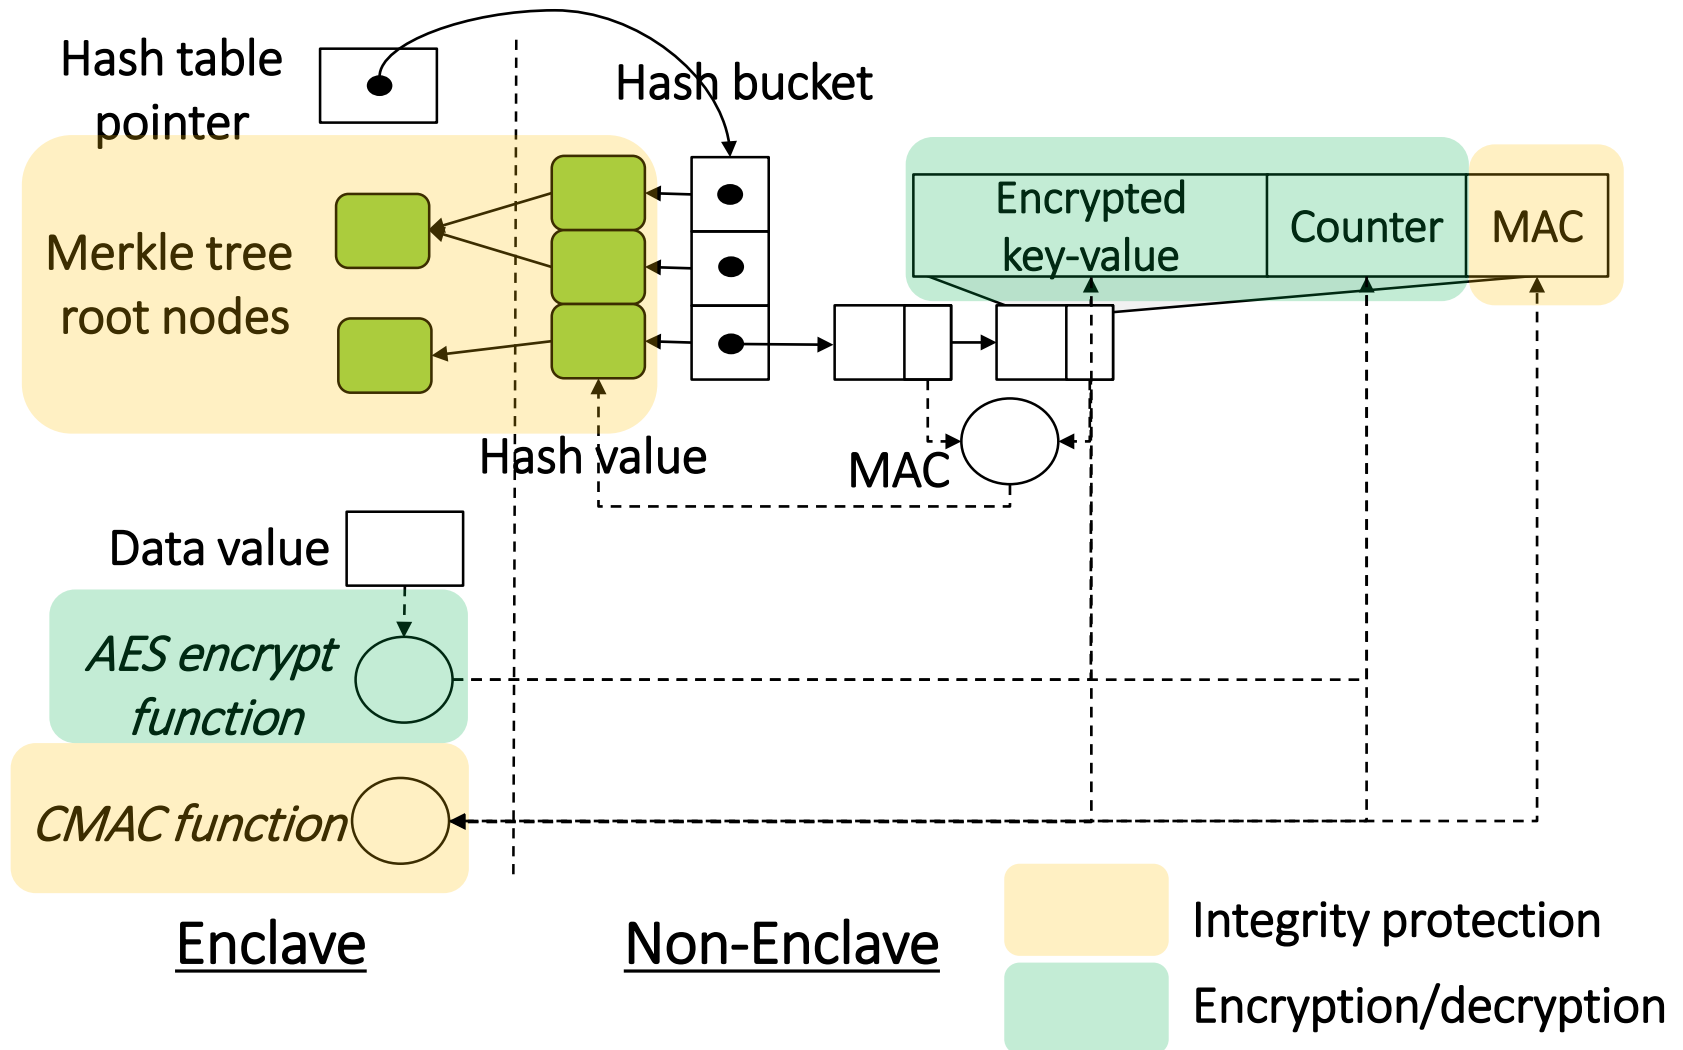 Hash table
pointer
Hash bucket
Merkle tree
root nodes
Encrypted
key-value
Counter
MAC
Hash value
MAC
Data value
AES encrypt
function
CMAC function
Enclave
Non-Enclave
Integrity protection
Encryption/decryption